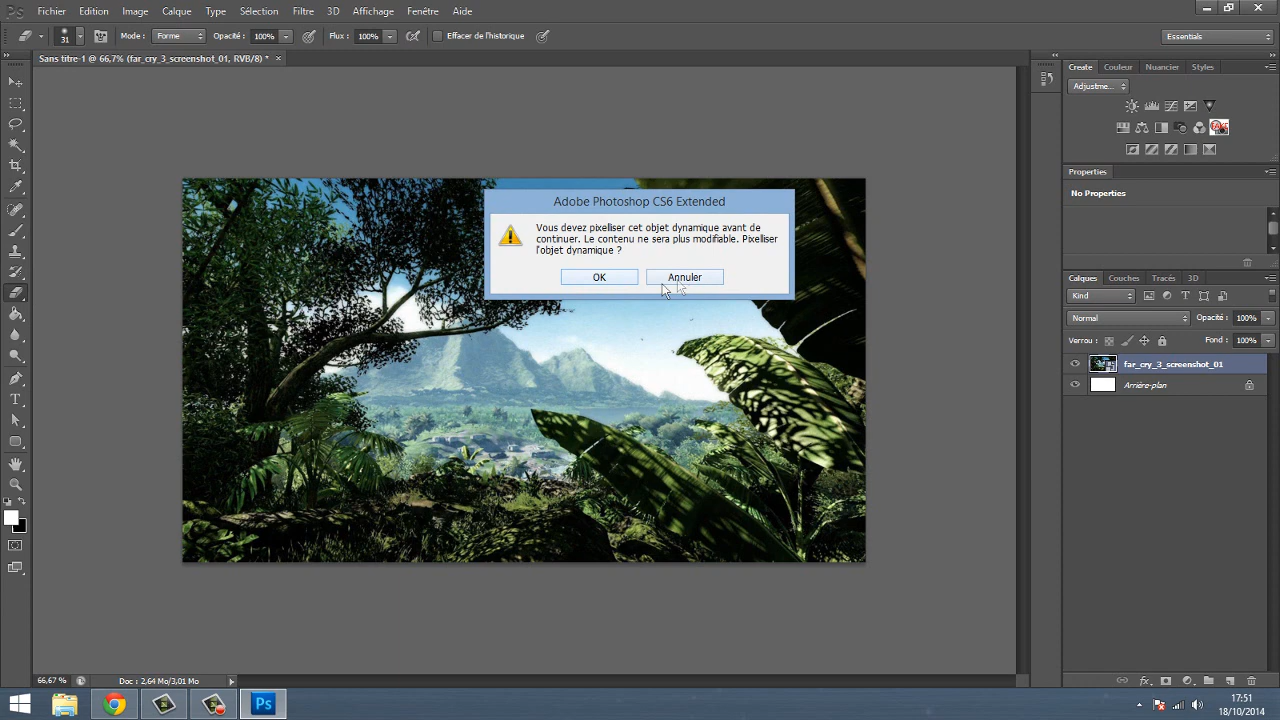 Ps Fichier Edition Image Calque Type Sélection Filtre 3D Affichage Fenêtre Aide
31 Mode : Forme Opacité : 100% Flux : 100% Effacer de l'historique Essentials
Sans titre-1 @ 66,7% (far_cry_3_screenshot_01, RVB/8) * ×
Create Couleur Nuancier Styles
Adjustme...
Properties
No Properties
Adobe Photoshop CS6 Extended
Vous devez pixelliser cet objet dynamique avant de
continuer. Le contenu ne sera plus modifiable. Pixelliser
l'objet dynamique ?
OK Annuler
Calques Couches Tracés 3D
Kind
Normal Opacité : 100%
Verrou : Fond : 100%
far_cry_3_screenshot_01
Arrière-plan
66,67 % Doc : 2,64 Mo/3,01 Mo
Ps
17:51
18/10/2014